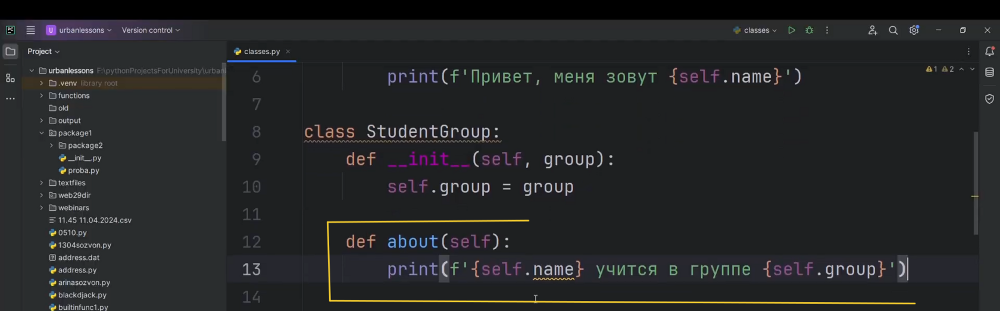 PC U urbanlessons Version control classes
Project classes.py
urbanlessons F:\pythonProjectsForUniversity\urbanl
.venv library root
functions
old
output
package1
package2
__init__.py
proba.py
textfiles
web29dir
webinars
11.45 11.04.2024.csv
0510.py
1304sozvon.py
address.dat
address.py
arinasozvon.py
blackdjack.py
builtinfunc1.py
1 2
6 print(f'Привет, меня зовут {self.name}')
7
8 class StudentGroup:
9 def __init__(self, group):
10 self.group = group
11
12 def about(self):
13 print(f'{self.name} учится в группе {self.group}')
14